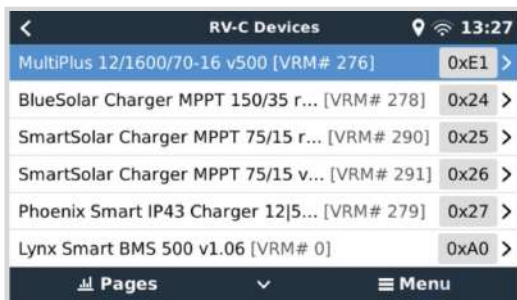 RV-C Devices 13:27
MultiPlus 12/1600/70-16 v500 [VRM# 276] 0xE1
BlueSolar Charger MPPT 150/35 r... [VRM# 278] 0x24
SmartSolar Charger MPPT 75/15 r... [VRM# 290] 0x25
SmartSolar Charger MPPT 75/15 v... [VRM# 291] 0x26
Phoenix Smart IP43 Charger 12|5... [VRM# 279] 0x27
Lynx Smart BMS 500 v1.06 [VRM# 0] 0xA0
Pages Menu